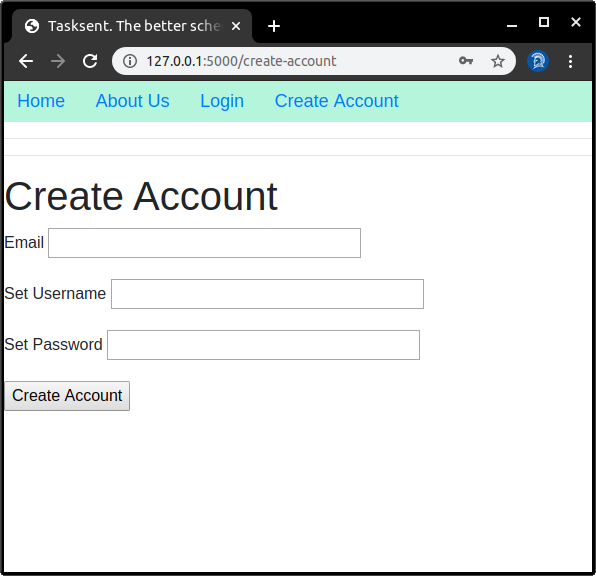 Tasksent. The better sche
127.0.0.1:5000/create-account
Home About Us Login Create Account
Create Account
Email
Set Username
Set Password
Create Account